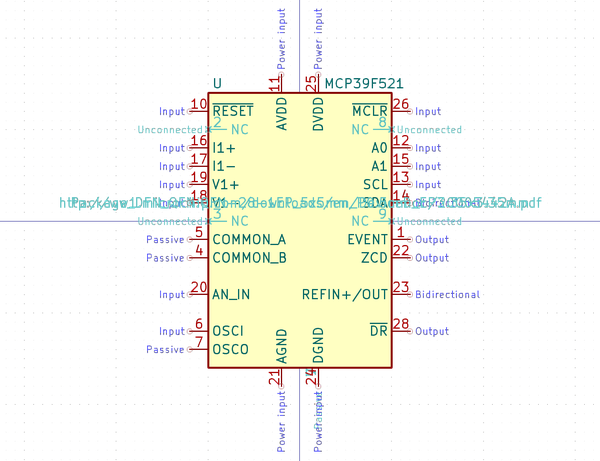 Power input
Power input
11
25
U
MCP39F521
Input 10 RESET
MCLR 26 Input
Unconnected 2 NC
NC 8 Unconnected
Input 16 I1+
A0 12 Input
Input 17 I1-
A1 15 Input
Input 19 V1+
SCL 13 Input
Input 18 V1-
SDA 14
Unconnected 3 NC
NC 9 Unconnected
Passive 5 COMMON_A
EVENT 1 Output
Passive 4 COMMON_B
ZCD 22 Output
Input 20 AN_IN
REFIN+/OUT 23 Bidirectional
Input 6 OSCI
DR 28 Output
Passive 7 OSCO
AVDD
DVDD
AGND
DGND
21
24
Power input
Power input